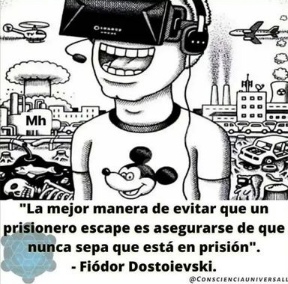 Mh
"La mejor manera de evitar que un
prisionero escape es asegurarse de que
nunca sepa que está en prisión".
- Fiódor Dostoievski.
@CONSCIENCIAUNIVERSALL